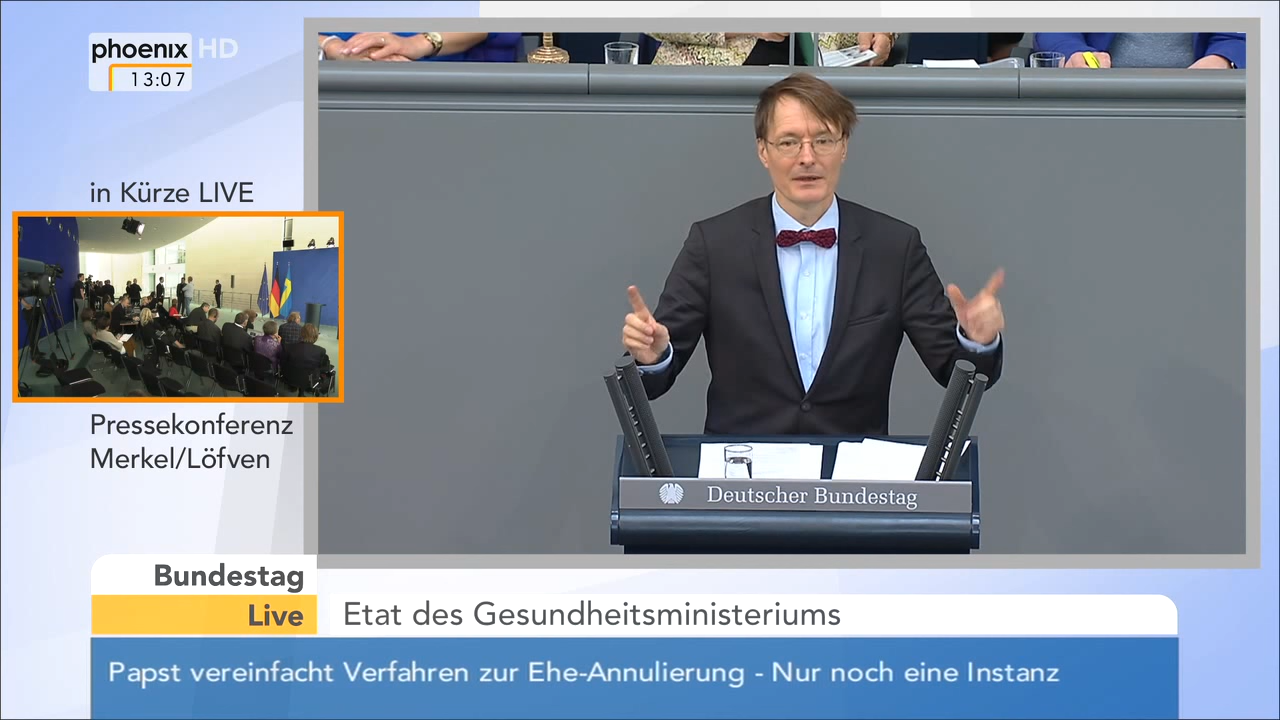 phoenix HD
13:07
in Kürze LIVE
Pressekonferenz
Merkel/Löfven
Deutscher Bundestag
Bundestag
Live
Etat des Gesundheitsministeriums
Papst vereinfacht Verfahren zur Ehe-Annulierung - Nur noch eine Instanz